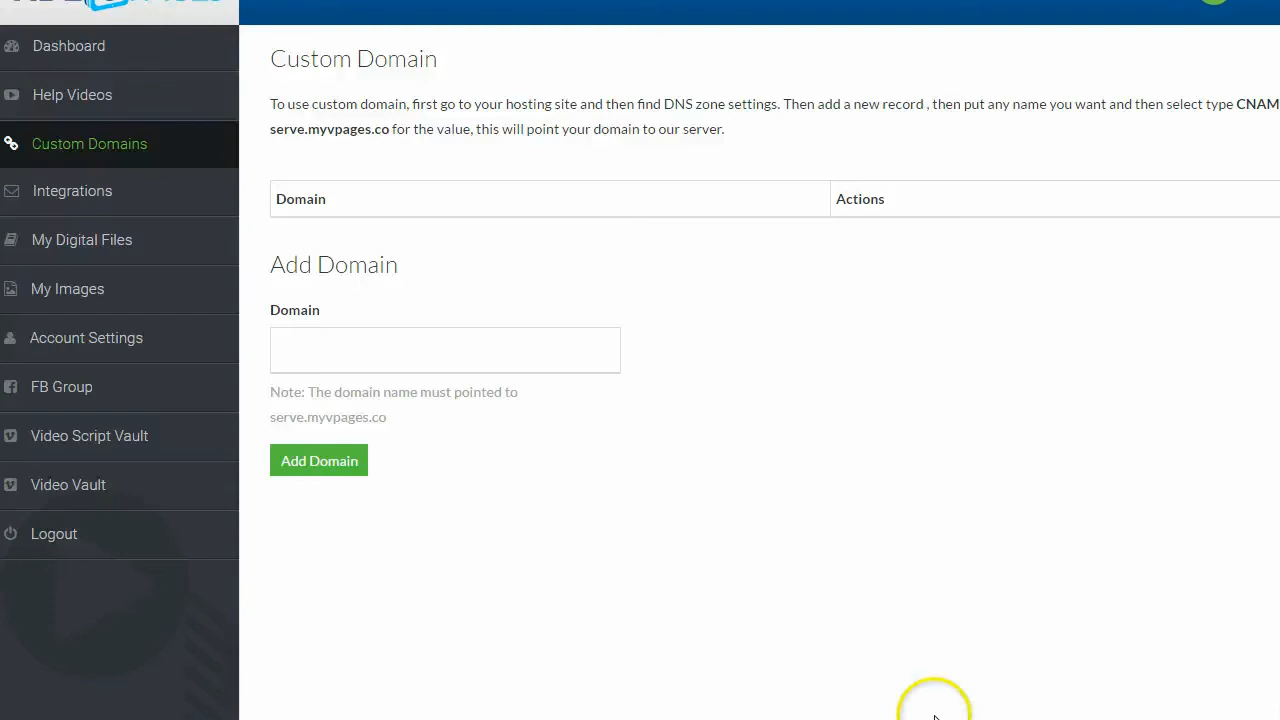 Dashboard
Help Videos
Custom Domains
Integrations
My Digital Files
My Images
Account Settings
FB Group
Video Script Vault
Video Vault
Logout
Custom Domain
To use custom domain, first go to your hosting site and then find DNS zone settings. Then add a new record , then put any name you want and then select type CNAM
serve.myvpages.co for the value, this will point your domain to our server.
Domain Actions
Add Domain
Domain
Note: The domain name must pointed to
serve.myvpages.co
Add Domain